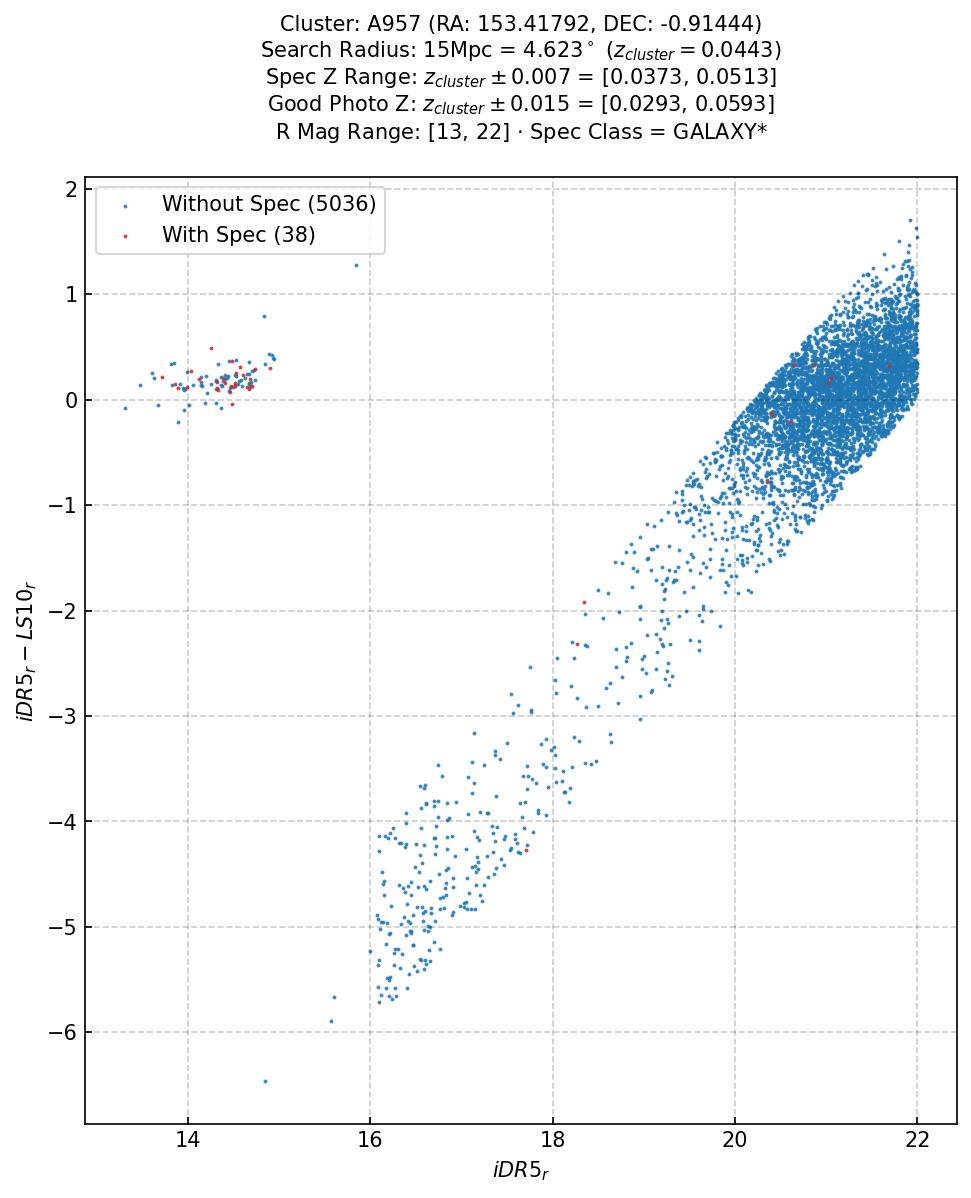 Cluster: A957 (RA: 153.41792, DEC: -0.91444)
Search Radius: 15Mpc = 4.623° (z_cluster = 0.0443)
Spec Z Range: z_cluster ± 0.007 = [0.0373, 0.0513]
Good Photo Z: z_cluster ± 0.015 = [0.0293, 0.0593]
R Mag Range: [13, 22] · Spec Class = GALAXY*
Without Spec (5036)
With Spec (38)
2
1
0
−1
−2
−3
−4
−5
−6
iDR5_r − LS10_r
14 16 18 20 22
iDR5_r